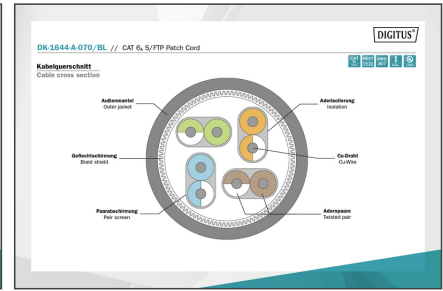 DIGITUS®
DK-1644-A-070/BL // CAT 6A S/FTP Patch Cord
Kabelquerschnitt
Cable cross section
Außenmantel
Outer jacket
Aderisolierung
Isolation
Geflechtschirmung
Braid shield
Cu-Draht
Cu-Wire
Paarabschirmung
Pair screen
Adernpaare
Twisted pair